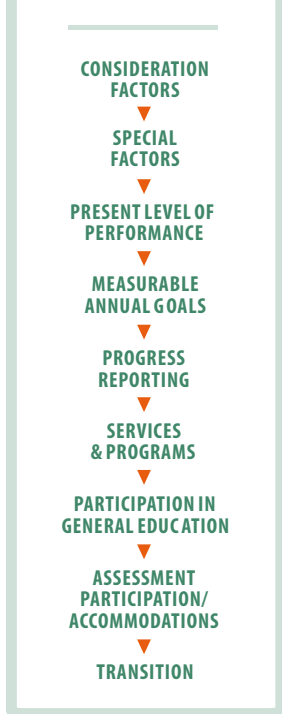 CONSIDERATION
FACTORS
SPECIAL
FACTORS
PRESENT LEVEL OF
PERFORMANCE
MEASURABLE
ANNUAL GOALS
PROGRESS
REPORTING
SERVICES
& PROGRAMS
PARTICIPATION IN
GENERAL EDUCATION
ASSESSMENT
PARTICIPATION/
ACCOMMODATIONS
TRANSITION